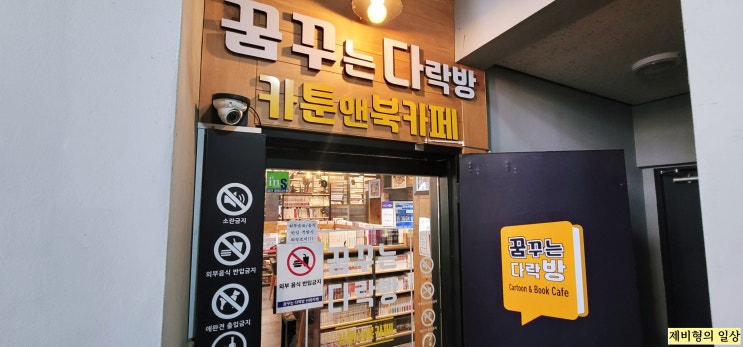 꿈꾸는 다락방
카툰앤북카페
소란금지
외부음식 반입금지
애완견 출입금지
ins
외부 음식 반입금지
꿈꾸는
다락방
꿈꾸는
다락방
Cartoon & Book Cafe
제비형의 일상